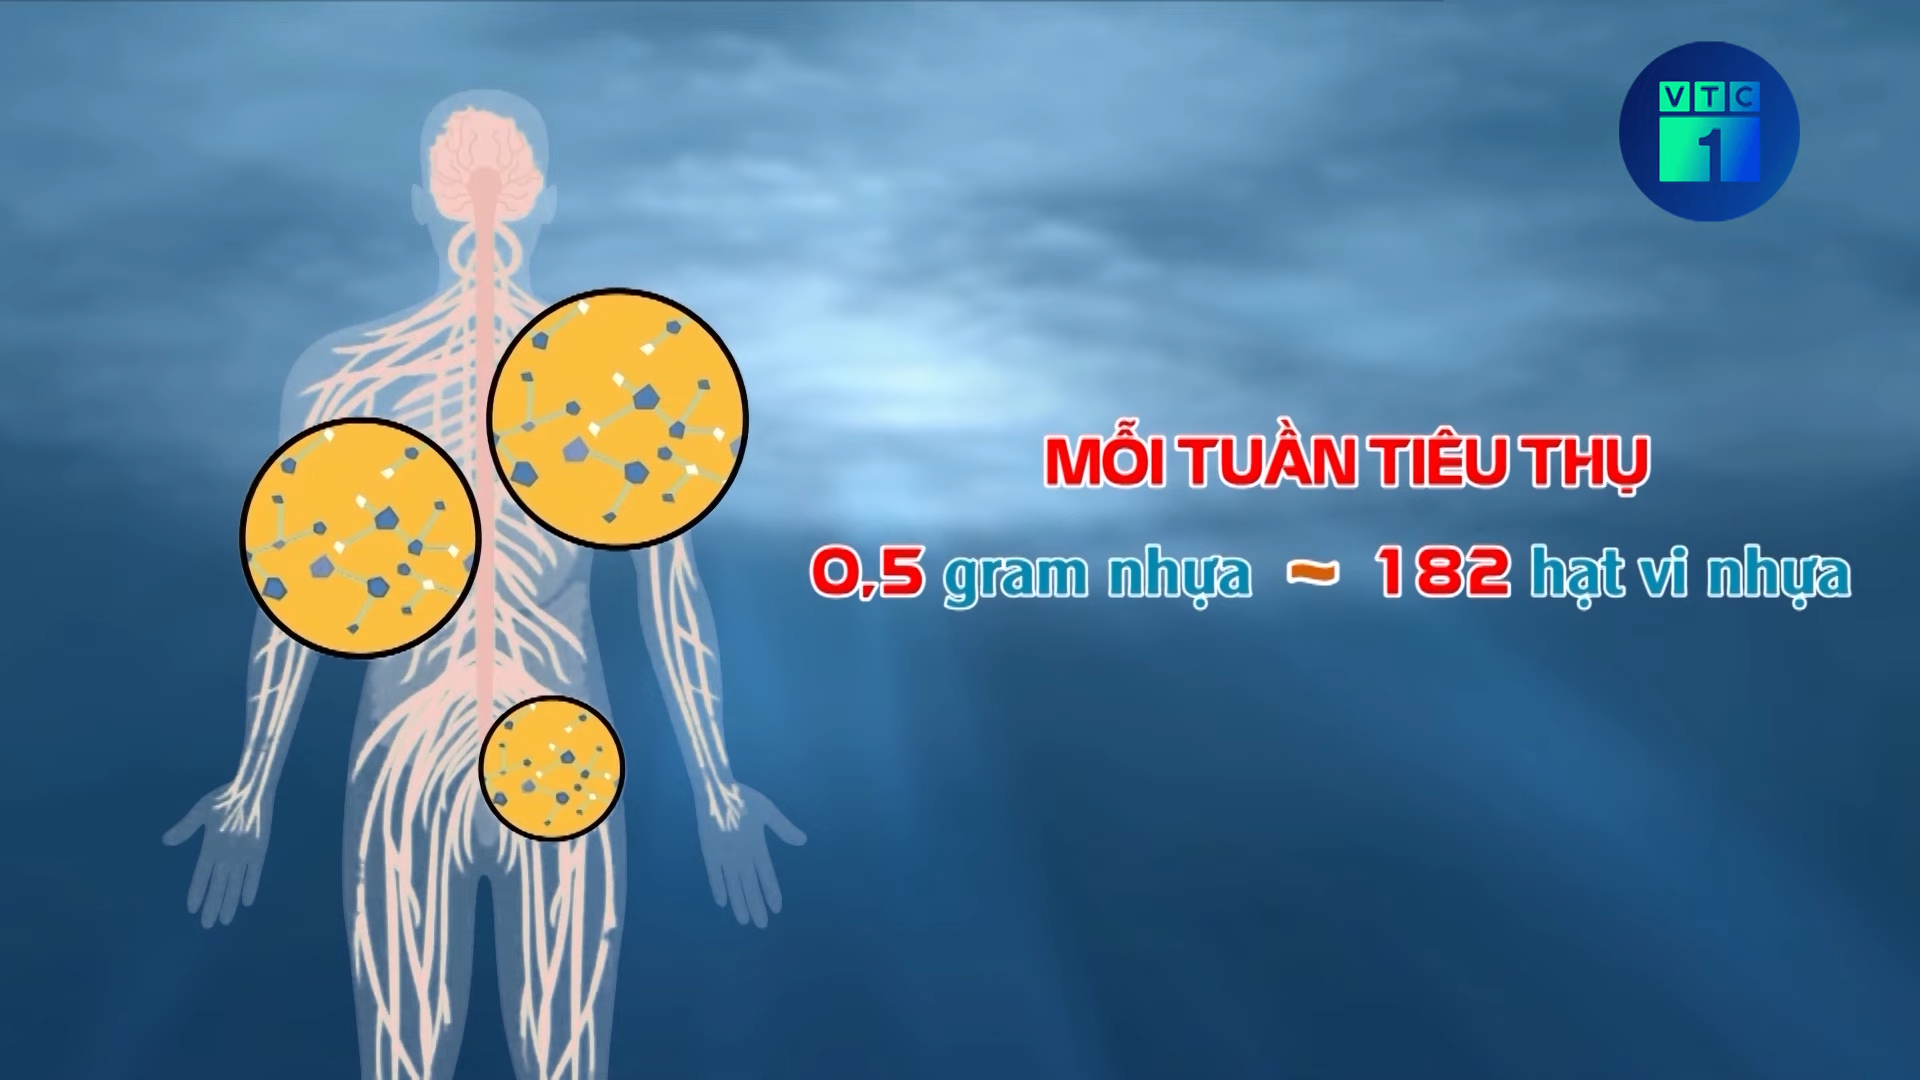 VTC
1
MỖI TUẦN TIÊU THỤ
0,5 gram nhựa ~ 182 hạt vi nhựa